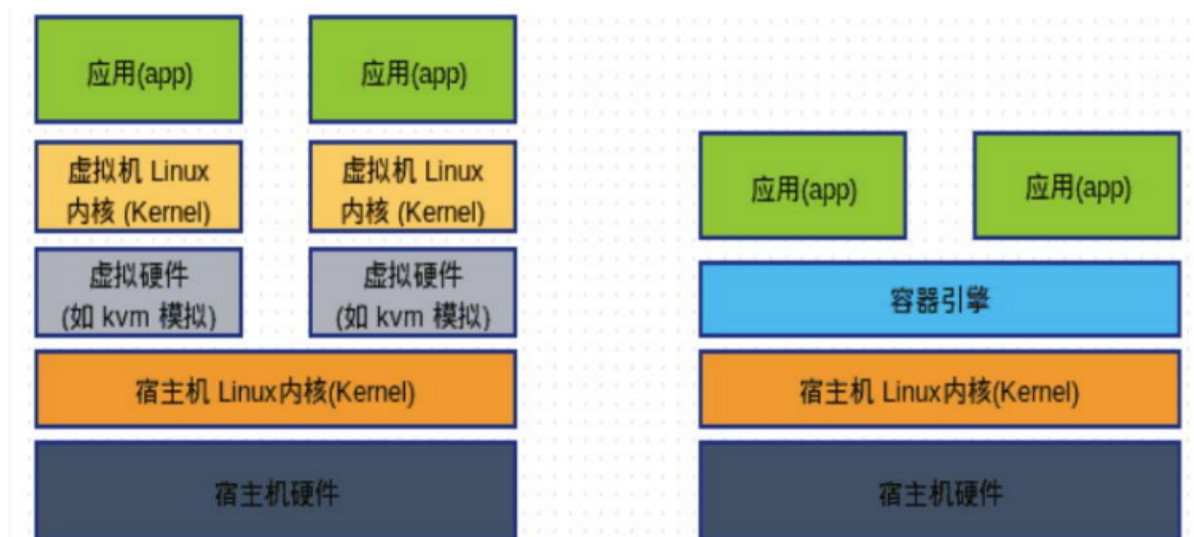 应用(app)
应用(app)
虚拟机 Linux
内核 (Kernel)
虚拟机 Linux
内核 (Kernel)
虚拟硬件
(如 kvm 模拟)
虚拟硬件
(如 kvm 模拟)
宿主机 Linux内核(Kernel)
宿主机硬件
应用(app)
应用(app)
容器引擎
宿主机 Linux内核(Kernel)
宿主机硬件